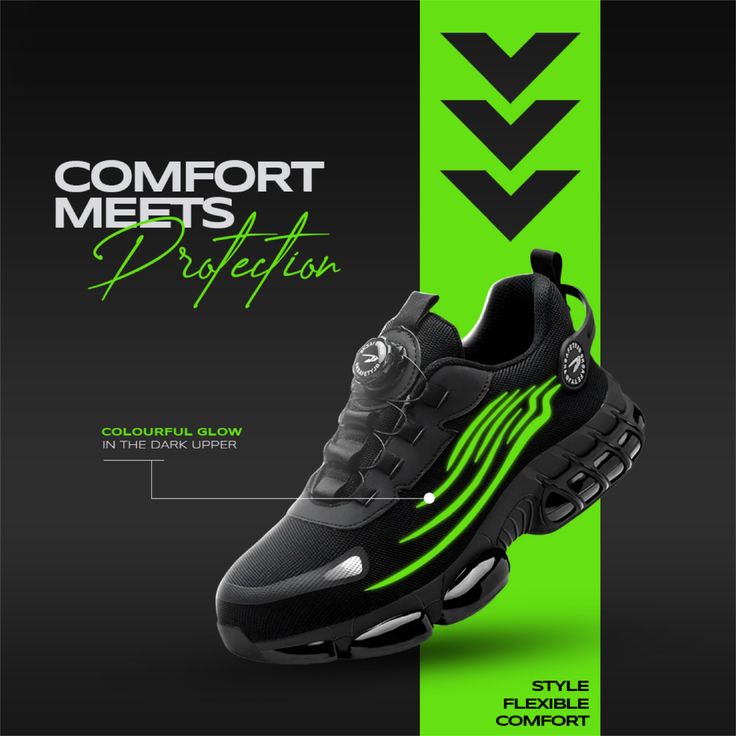 COMFORT
MEETS
Protection
COLOURFUL GLOW
IN THE DARK UPPER
STYLE
FLEXIBLE
COMFORT